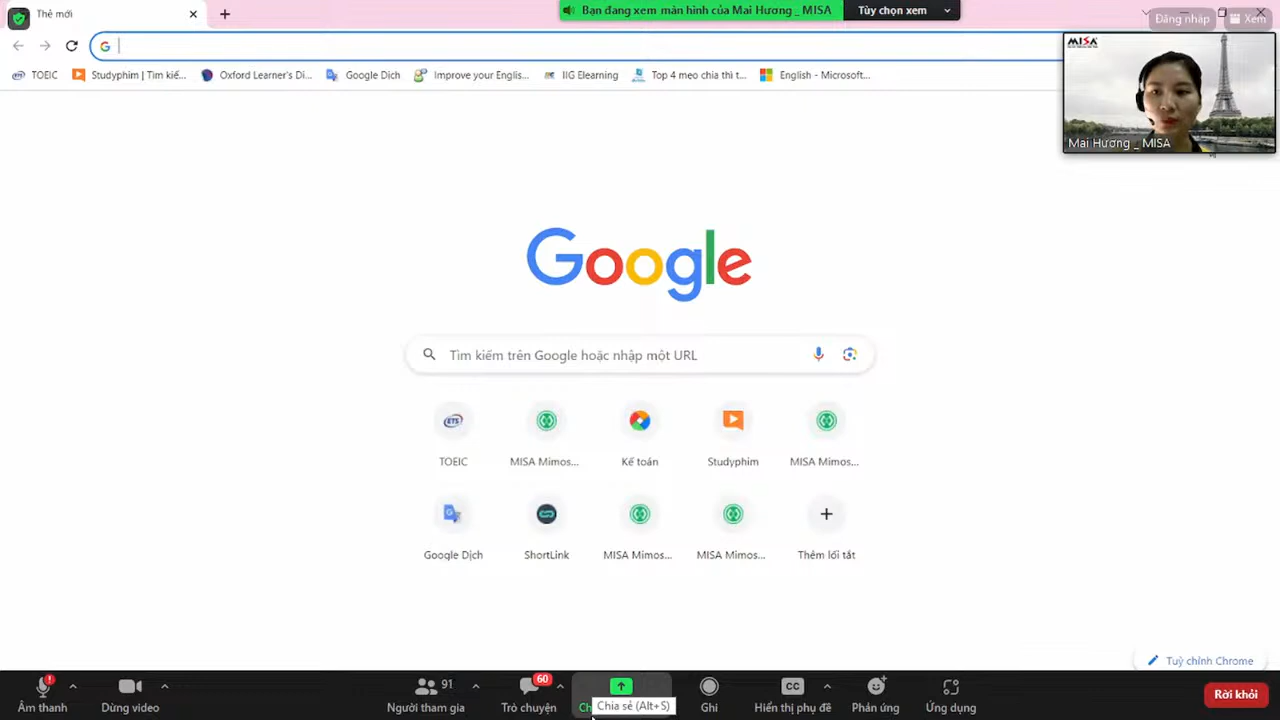 Thẻ mới
Bạn đang xem màn hình của Mai Hương _ MISA
Tùy chọn xem
Đăng nhập
Xem
TOEIC
Studyphim | Tìm kiế...
Oxford Learner's Di...
Google Dịch
Improve your Englis...
IIG Elearning
Top 4 mẹo chia thì t...
English - Microsoft...
MISA
Mai Hương _ MISA
Google
Tìm kiếm trên Google hoặc nhập một URL
ETS
TOEIC
MISA Mimos...
Kế toán
Studyphim
MISA Mimos...
Google Dịch
ShortLink
MISA Mimos...
MISA Mimos...
Thêm lối tắt
Tuỳ chỉnh Chrome
Âm thanh
Dừng video
91
Người tham gia
60
Trò chuyện
Chia sẻ (Alt+S)
Ghi
CC
Hiển thị phụ đề
Phản ứng
Ứng dụng
Rời khỏi